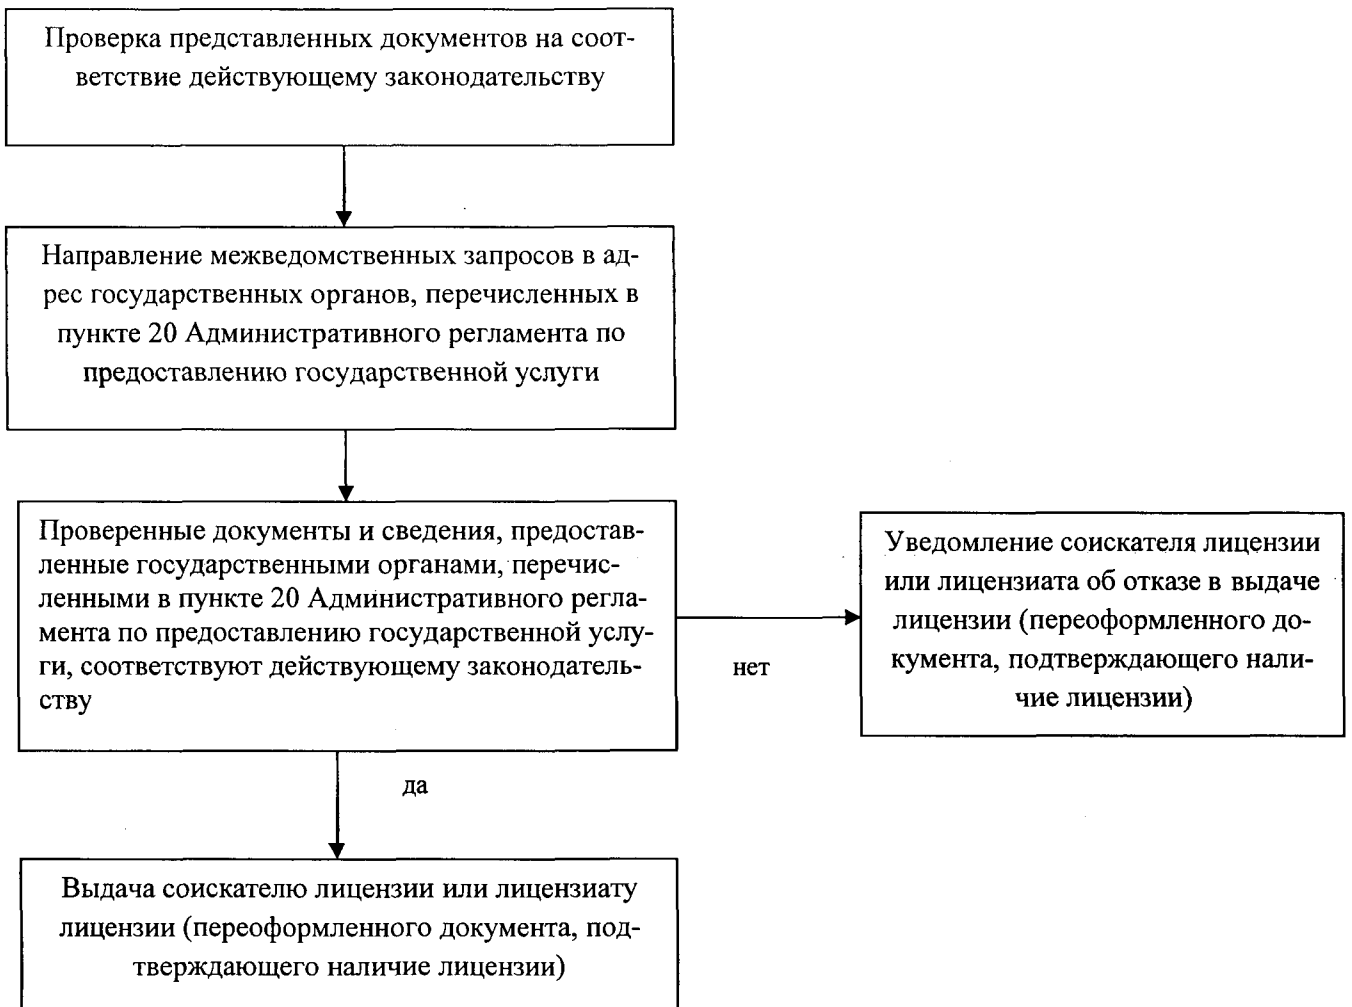 Проверка представленных документов на соот-
ветствие действующему законодательству
Направление межведомственных запросов в ад-
рес государственных органов, перечисленных в
пункте 20 Административного регламента по
предоставлению государственной услуги
Проверенные документы и сведения, предостав-
ленные государственными органами, перечис-
ленными в пункте 20 Административного регла-
мента по предоставлению государственной услу-
ги, соответствуют действующему законодатель-
ству
нет
Уведомление соискателя лицензии
или лицензиата об отказе в выдаче
лицензии (переоформленного до-
кумента, подтверждающего нали-
чие лицензии)
да
Выдача соискателю лицензии или лицензиату
лицензии (переоформленного документа, под-
тверждающего наличие лицензии)